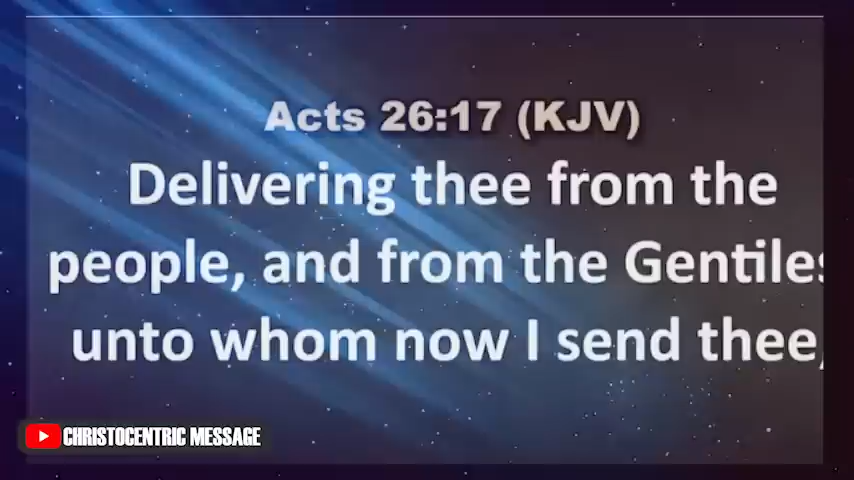 Acts 26:17 (KJV)
Delivering thee from the
people, and from the Gentiles
unto whom now I send thee,
CHRISTOCENTRIC MESSAGE